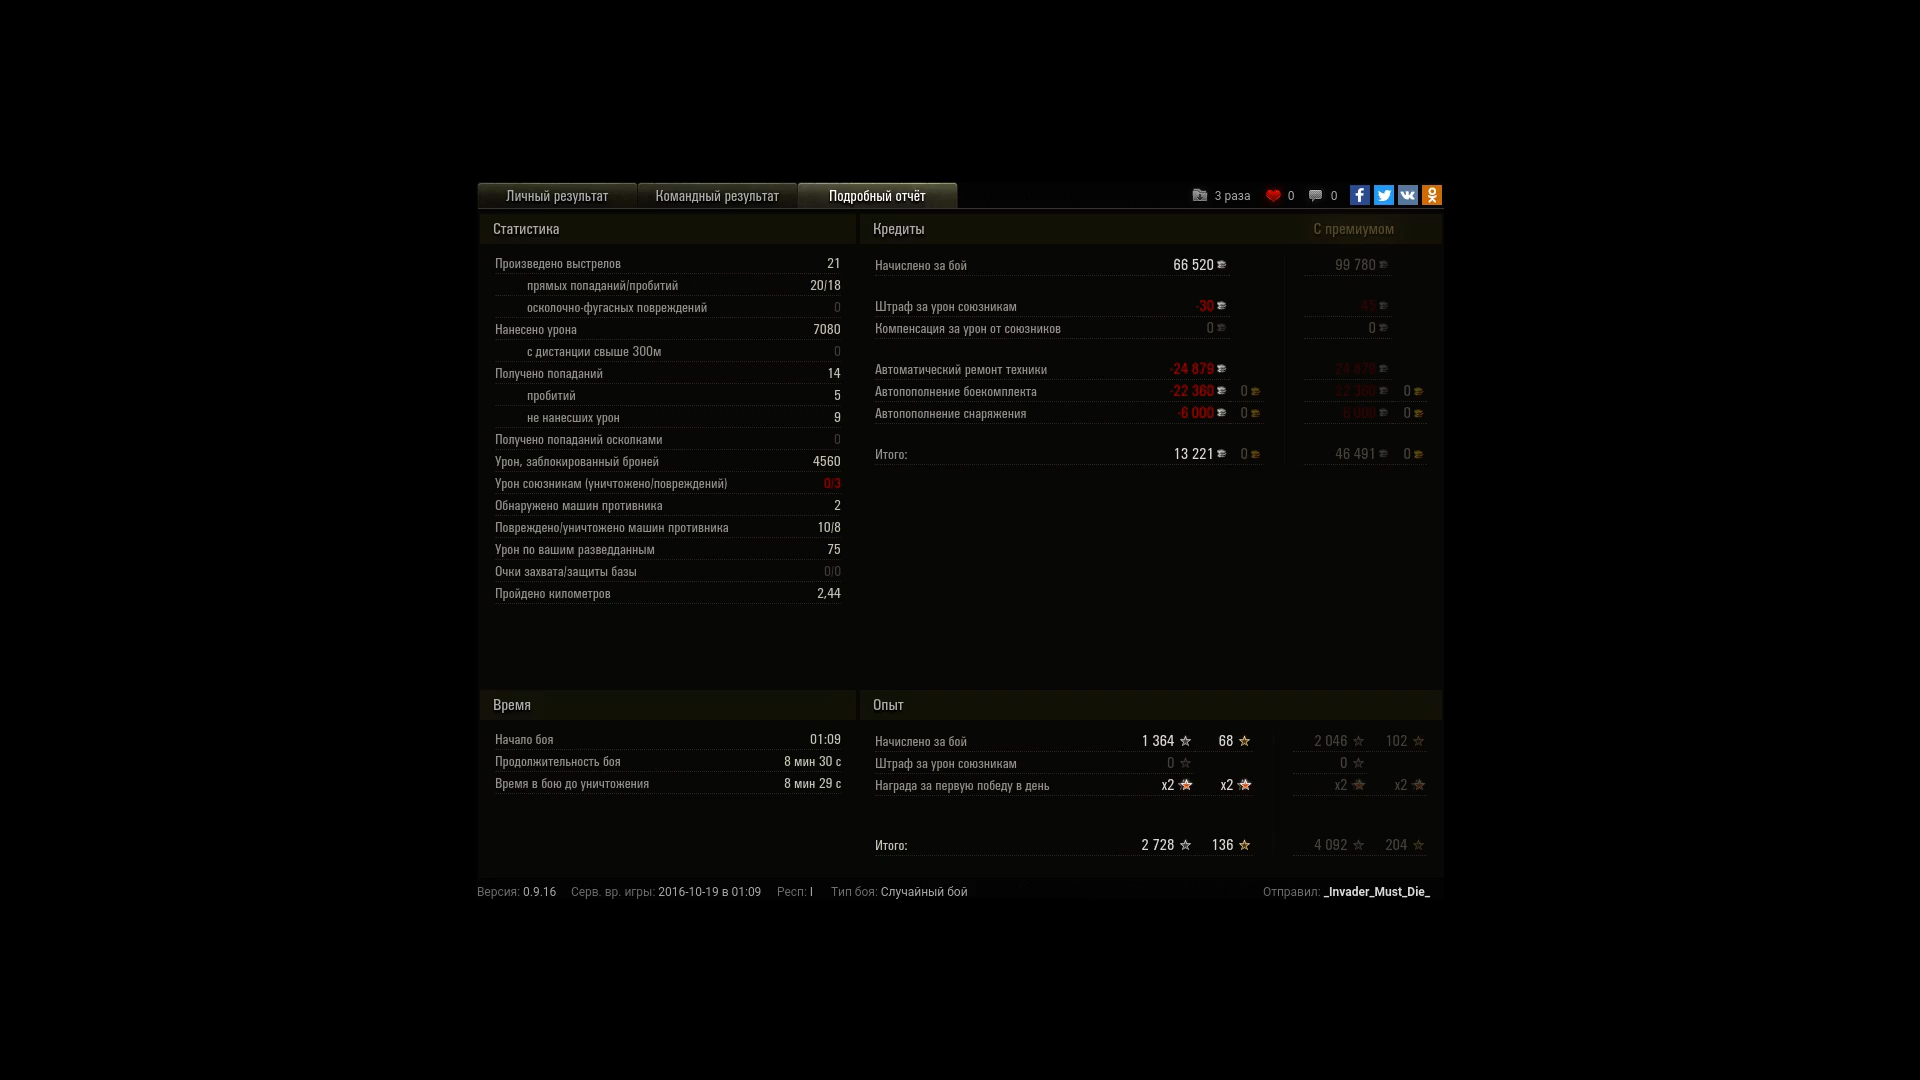 Личный результат Командный результат Подробный отчёт 3 раза 0 0
Статистика
Произведено выстрелов 21
прямых попаданий/пробитий 20/18
осколочно-фугасных повреждений 0
Нанесено урона 7080
с дистанции свыше 300м 0
Получено попаданий 14
пробитий 5
не нанесших урон 9
Получено попаданий осколками 0
Урон, заблокированный броней 4560
Урон союзникам (уничтожено/повреждений) 0/3
Обнаружено машин противника 2
Повреждено/уничтожено машин противника 10/8
Урон по вашим разведданным 75
Очки захвата/защиты базы 0/0
Пройдено километров 2,44
Кредиты С премиумом
Начислено за бой 66 520 99 780
Штраф за урон союзникам -30 45
Компенсация за урон от союзников 0 0
Автоматический ремонт техники -24 879 24 879
Автопополнение боекомплекта -22 360 0 22 360 0
Автопополнение снаряжения -6 000 0 6 000 0
Итого: 13 221 0 46 491 0
Время
Начало боя 01:09
Продолжительность боя 8 мин 30 с
Время в бою до уничтожения 8 мин 29 с
Опыт
Начислено за бой 1 364 68 2 046 102
Штраф за урон союзникам 0 0
Награда за первую победу в день x2 x2 x2 x2
Итого: 2 728 136 4 092 204
Версия: 0.9.16 Серв. вр. игры: 2016-10-19 в 01:09 Респ: I Тип боя: Случайный бой Отправил: _Invader_Must_Die_